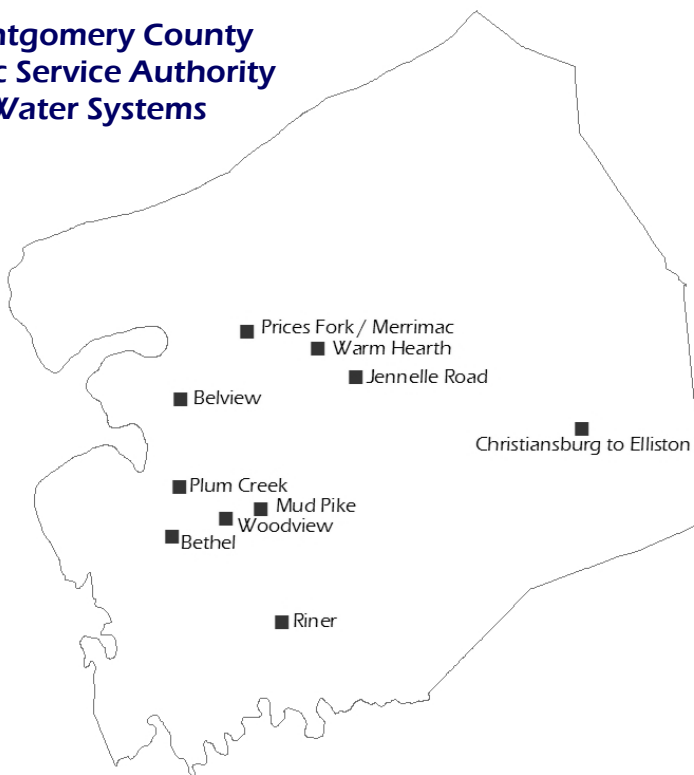 ntgomery County
c Service Authority
Water Systems
Prices Fork / Merrimac
Warm Hearth
Jennelle Road
Belview
Christiansburg to Elliston
Plum Creek
Mud Pike
Woodview
Bethel
Riner